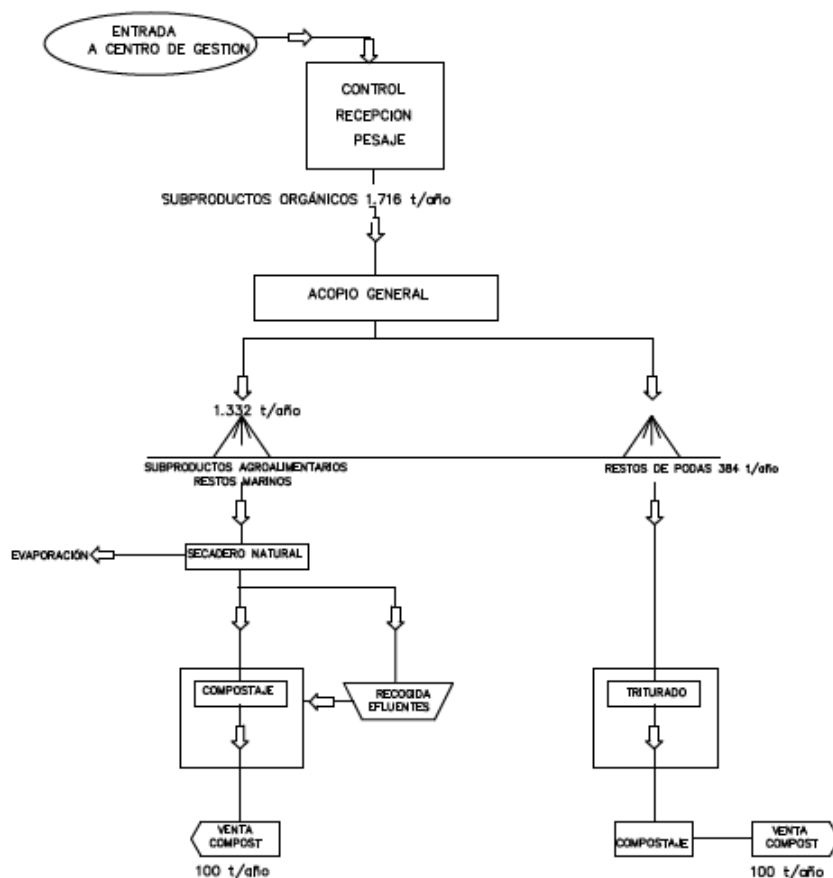 ENTRADA
A CENTRO DE GESTION
CONTROL
RECEPCION
PESAJE
SUBPRODUCTOS ORGÁNICOS 1.716 t/año
ACOPIO GENERAL
1.332 t/año
SUBPRODUCTOS AGROALIMENTARIOS
RESTOS MARINOS
RESTOS DE PODAS 384 t/año
EVAPORACIÓN
SECADERO NATURAL
COMPOSTAJE
RECOGIDA
EFLUENTES
TRITURADO
VENTA
COMPOST
100 t/año
COMPOSTAJE
VENTA
COMPOST
100 t/año